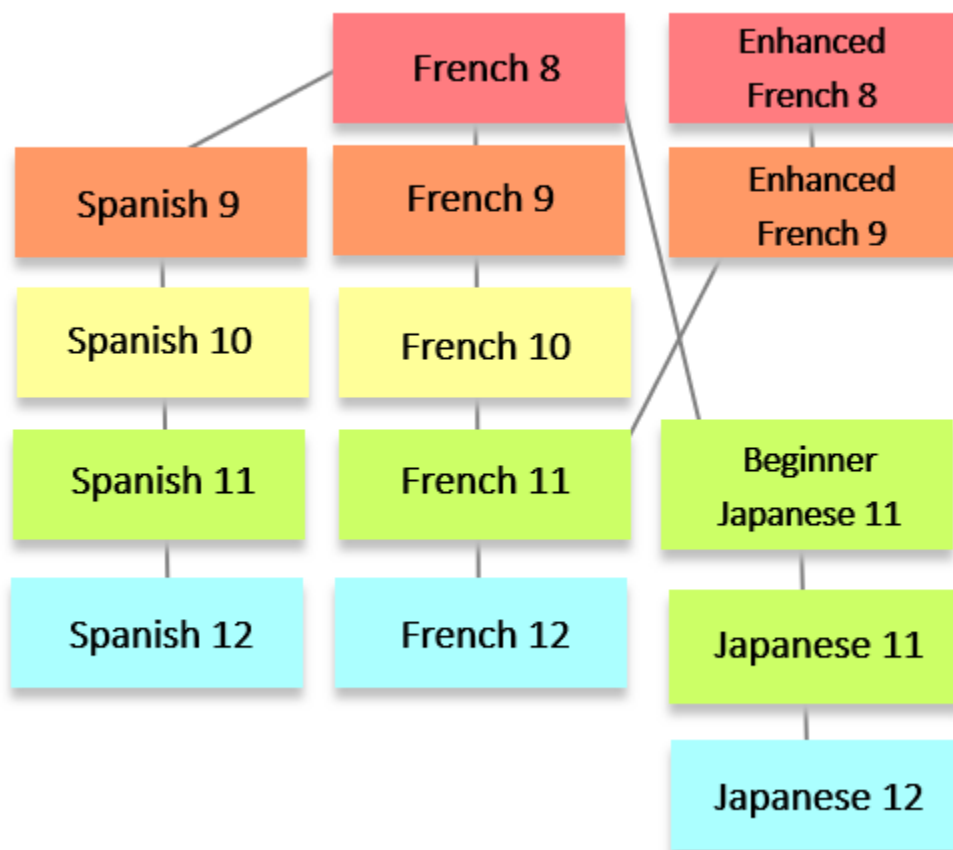 French 8
Enhanced
French 8
Spanish 9
French 9
Enhanced
French 9
Spanish 10
French 10
Spanish 11
French 11
Beginner
Japanese 11
Spanish 12
French 12
Japanese 11
Japanese 12